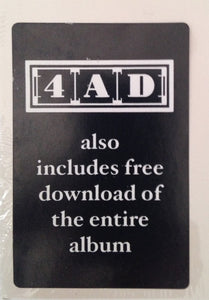 4AD
also
includes free
download of
the entire
album